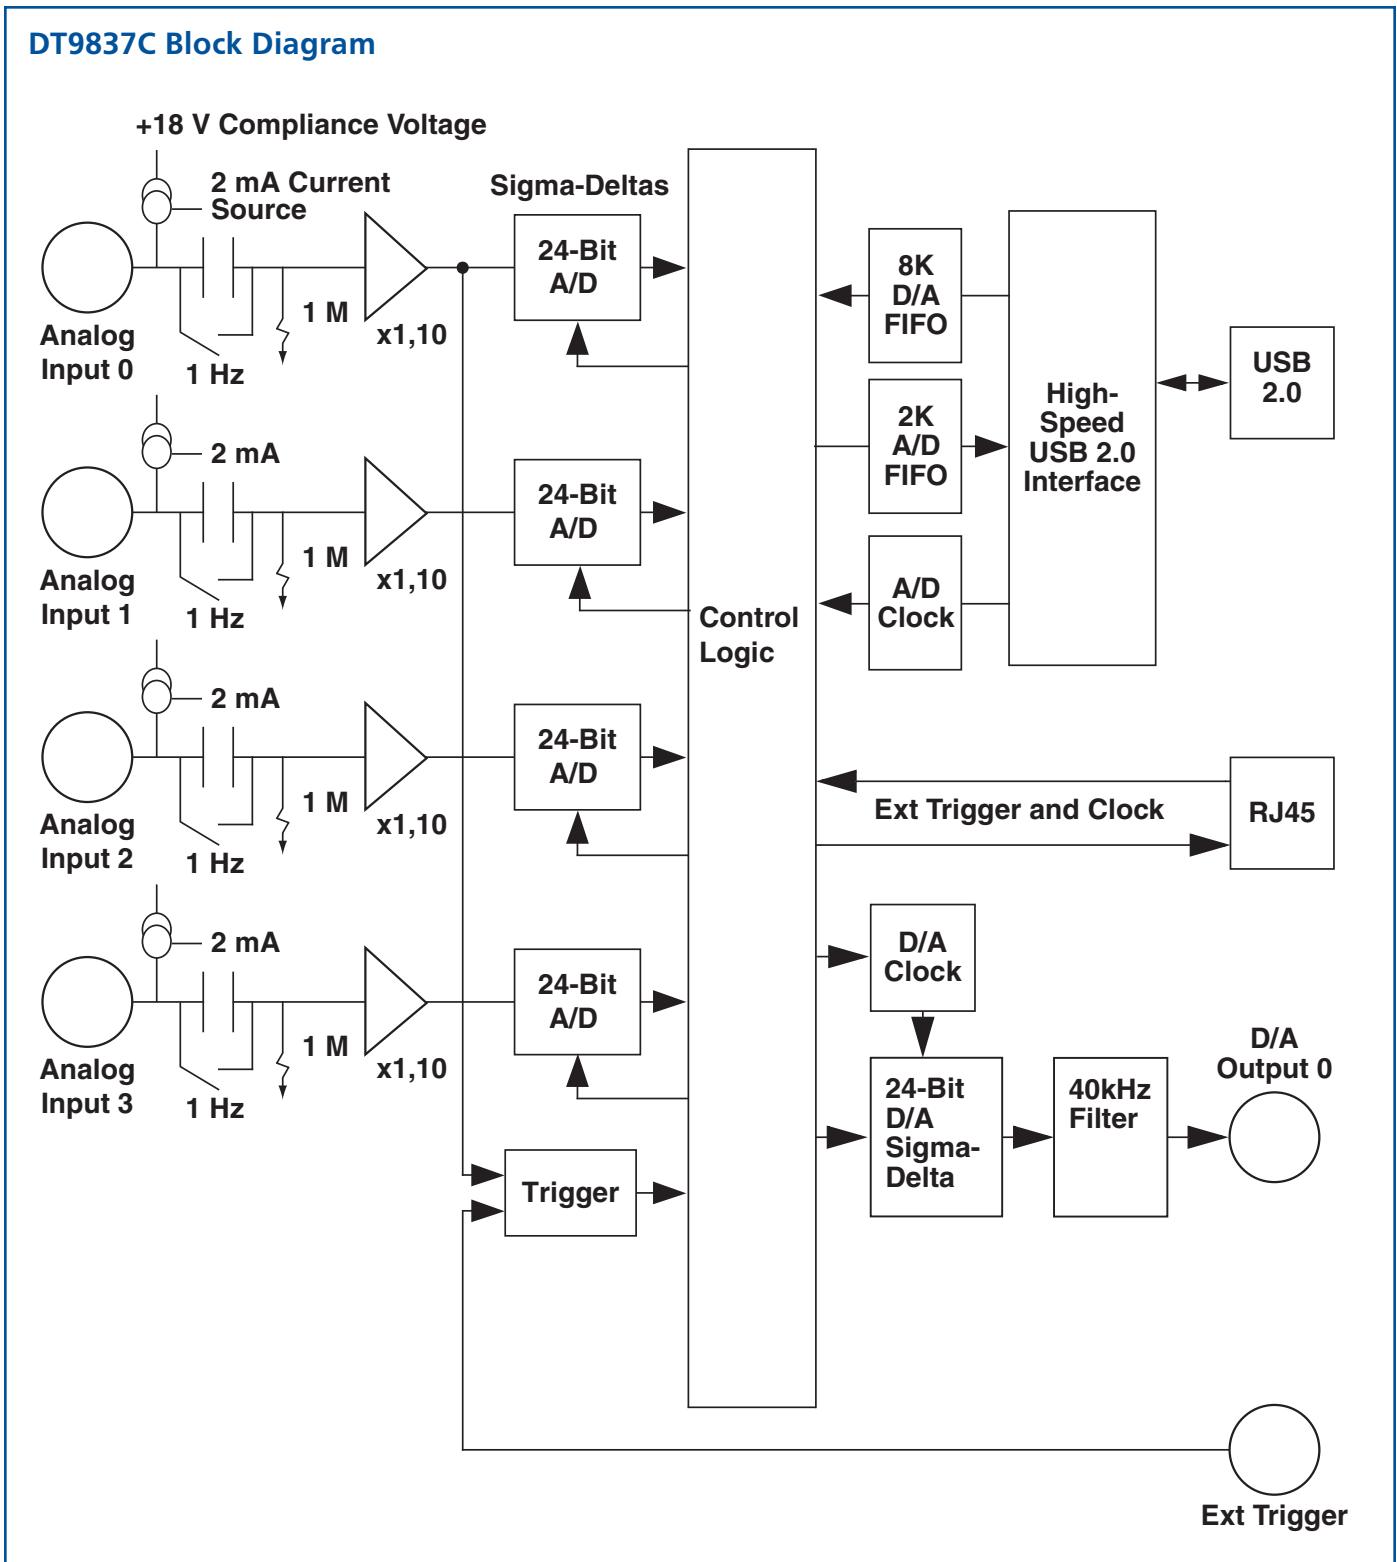 DT9837C Block Diagram
+18 V Compliance Voltage
2 mA Current
Source
Sigma-Deltas
24-Bit
A/D
1 M
x1,10
Analog
Input 0
1 Hz
2 mA
24-Bit
A/D
1 M
x1,10
Analog
Input 1
1 Hz
2 mA
24-Bit
A/D
1 M
x1,10
Analog
Input 2
1 Hz
2 mA
24-Bit
A/D
1 M
x1,10
Analog
Input 3
1 Hz
Trigger
Control
Logic
8K
D/A
FIFO
2K
A/D
FIFO
A/D
Clock
High-
Speed
USB 2.0
Interface
USB
2.0
Ext Trigger and Clock
RJ45
D/A
Clock
24-Bit
D/A
Sigma-
Delta
40kHz
Filter
D/A
Output 0
Ext Trigger